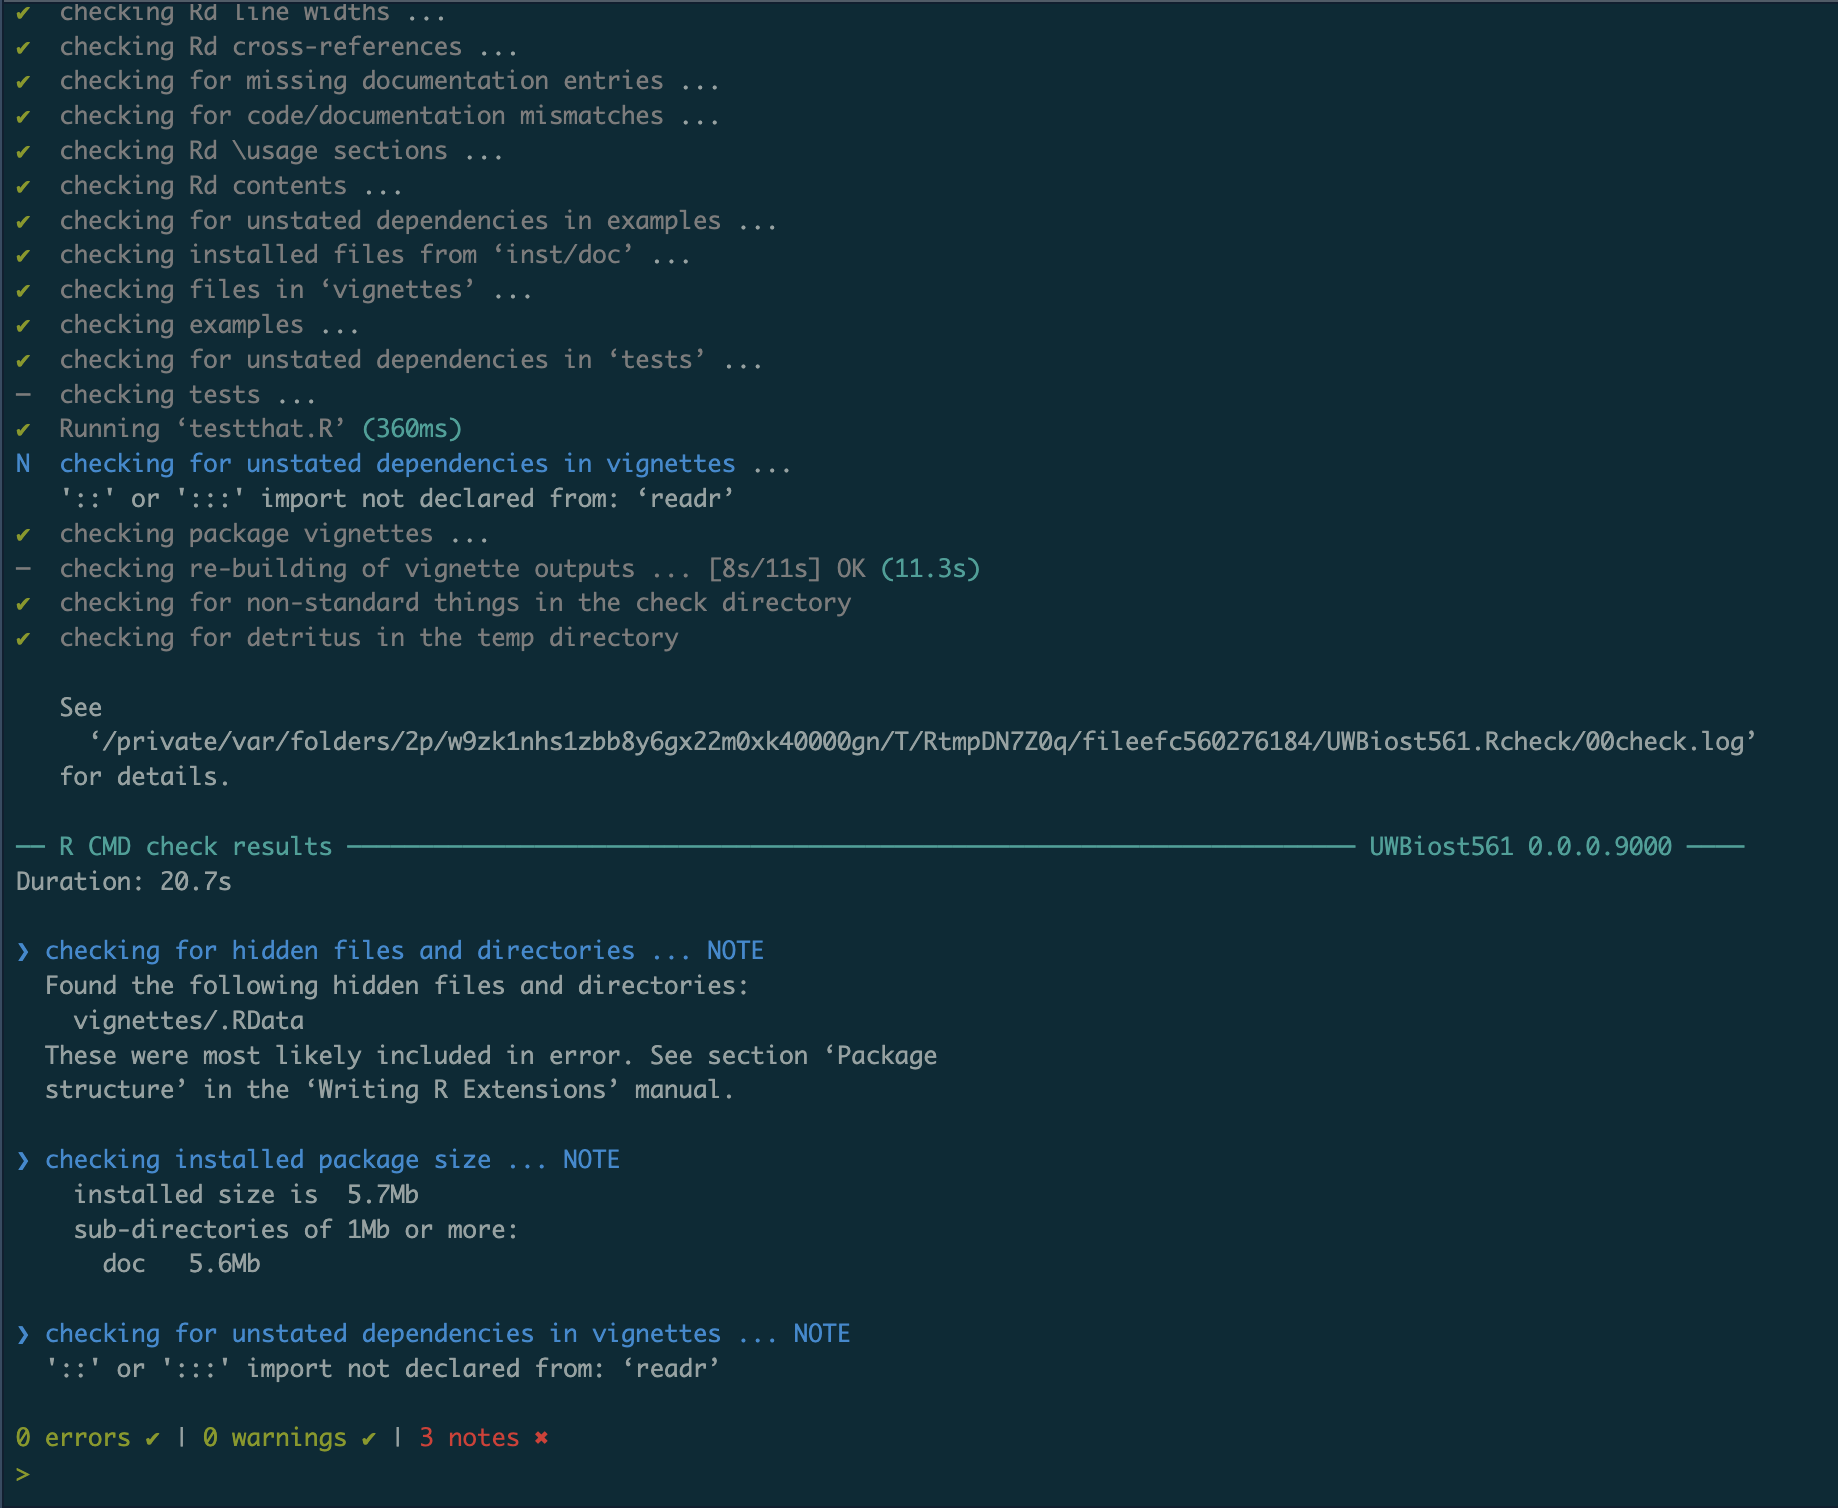 ✔  checking Rd line widths ...
✔  checking Rd cross-references ...
✔  checking for missing documentation entries ...
✔  checking for code/documentation mismatches ...
✔  checking Rd \usage sections ...
✔  checking Rd contents ...
✔  checking for unstated dependencies in examples ...
✔  checking installed files from ‘inst/doc’ ...
✔  checking files in ‘vignettes’ ...
✔  checking examples ...
✔  checking for unstated dependencies in ‘tests’ ...
─  checking tests ...
✔  Running ‘testthat.R’ (360ms)
N  checking for unstated dependencies in vignettes ...
   '::' or ':::' import not declared from: ‘readr’
✔  checking package vignettes ...
─  checking re-building of vignette outputs ... [8s/11s] OK (11.3s)
✔  checking for non-standard things in the check directory
✔  checking for detritus in the temp directory
   See
     ‘/private/var/folders/2p/w9zk1nhs1zbb8y6gx22m0xk40000gn/T/RtmpDN7Z0q/fileefc560276184/UWBiost561.Rcheck/00check.log’
   for details.
── R CMD check results ──────────────────────────── UWBiost561 0.0.0.9000 ────
Duration: 20.7s
❯ checking for hidden files and directories ... NOTE
  Found the following hidden files and directories:
    vignettes/.RData
  These were most likely included in error. See section ‘Package
  structure’ in the ‘Writing R Extensions’ manual.
❯ checking installed package size ... NOTE
    installed size is  5.7Mb
    sub-directories of 1Mb or more:
      doc   5.6Mb
❯ checking for unstated dependencies in vignettes ... NOTE
  '::' or ':::' import not declared from: ‘readr’
0 errors ✔ | 0 warnings ✔ | 3 notes ✖
>